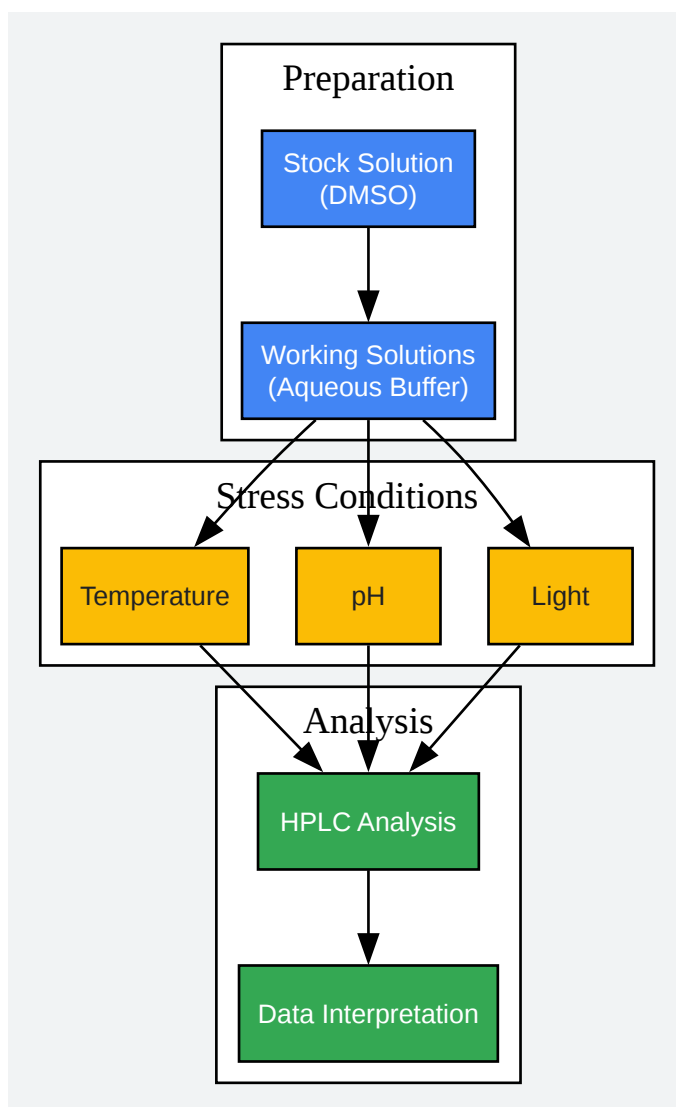 Preparation
Stock Solution
(DMSO)
Working Solutions
(Aqueous Buffer)
Stress Conditions
Temperature
pH
Light
Analysis
HPLC Analysis
Data Interpretation